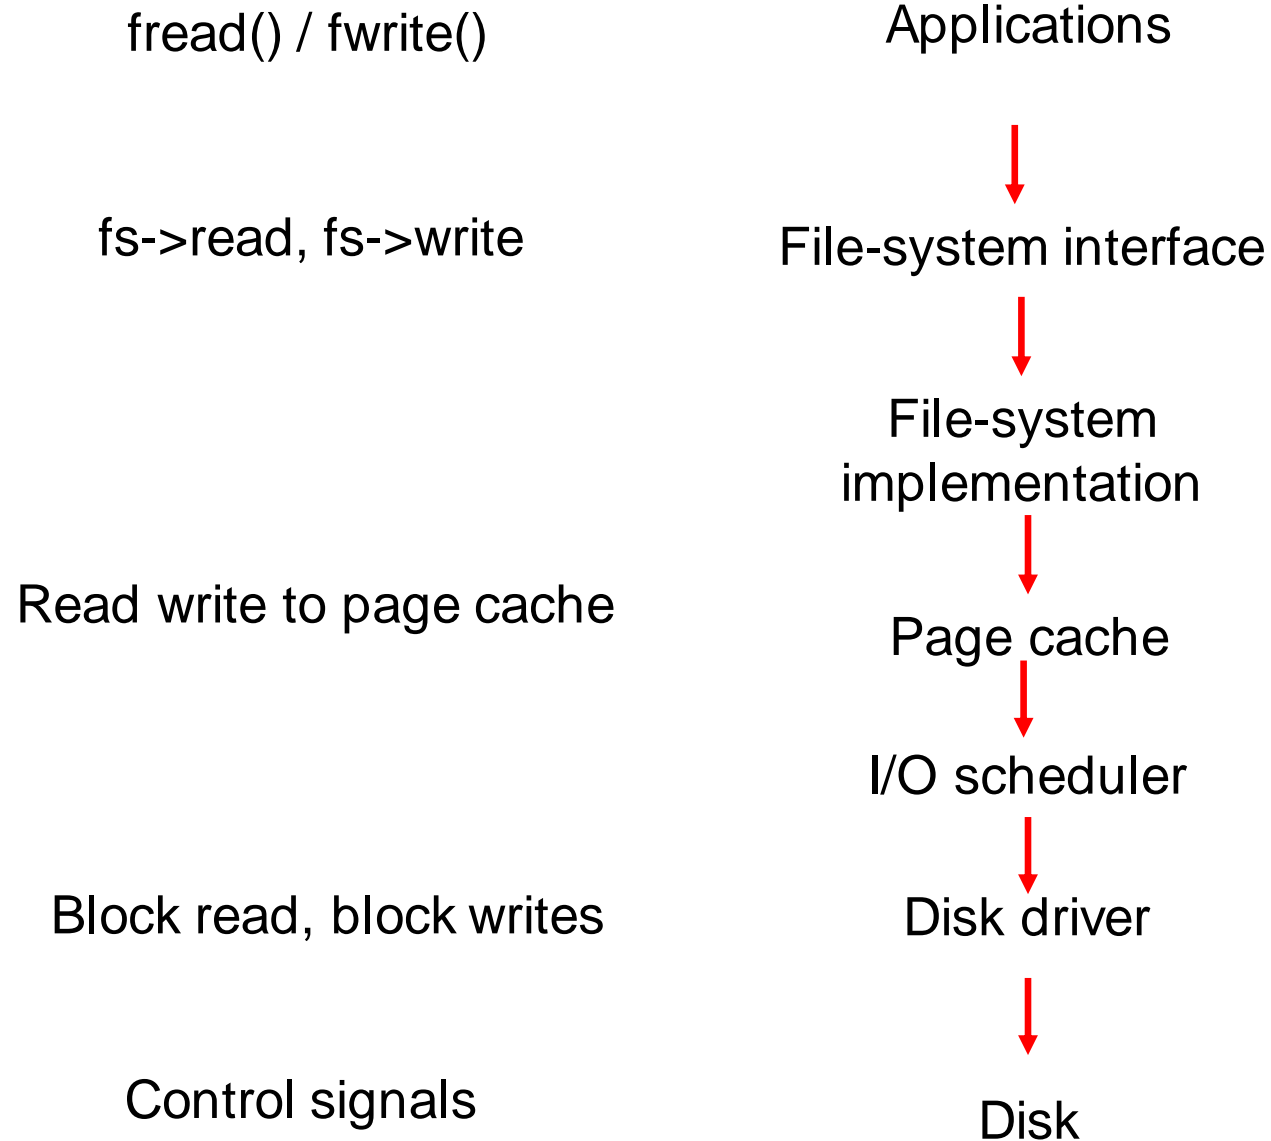 fread() / fwrite()
Applications
fs->read, fs->write
File-system interface
File-system
implementation
Read write to page cache
Page cache
I/O scheduler
Block read, block writes
Disk driver
Control signals
Disk